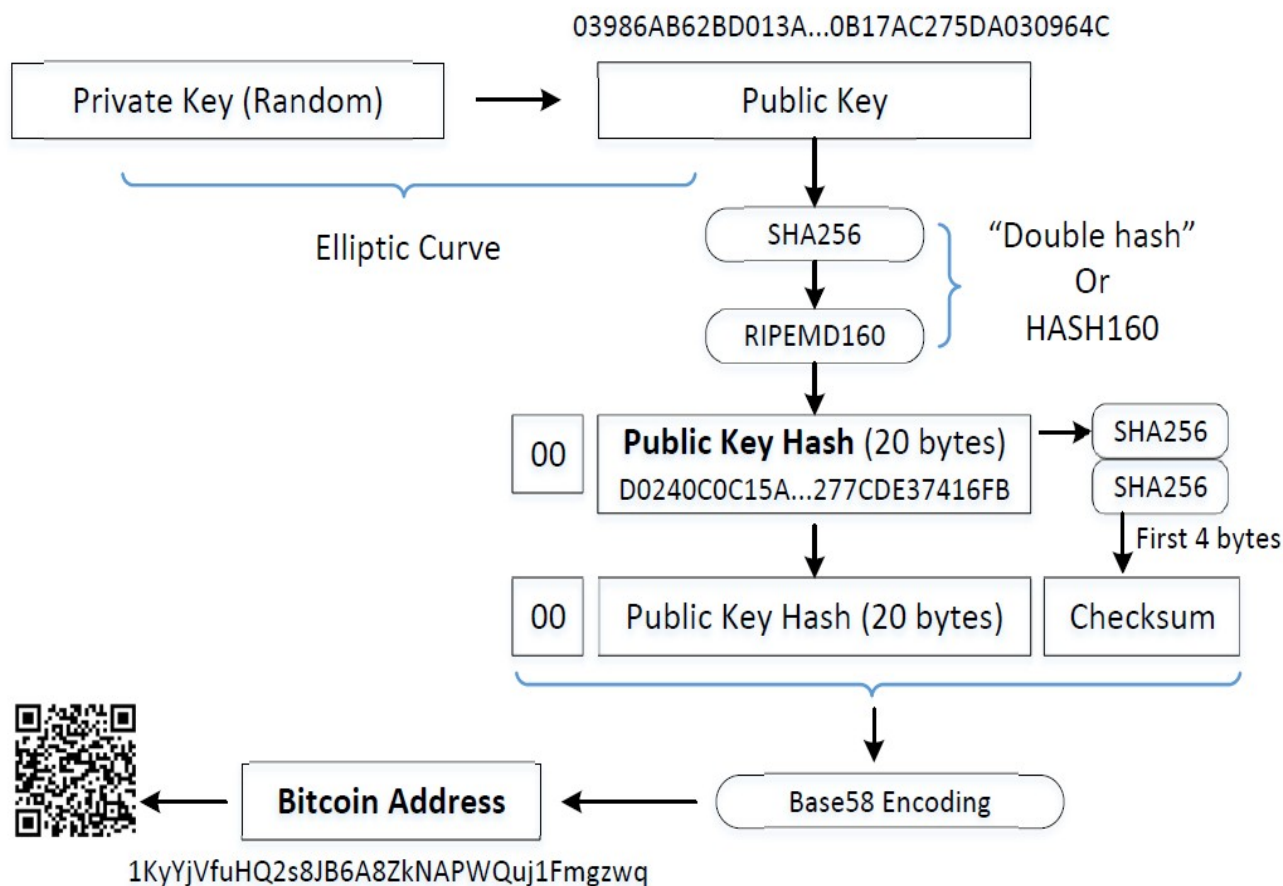 03986AB62BD013A...0B17AC275DA030964C
Private Key (Random)
Public Key
Elliptic Curve
SHA256
RIPEMD160
“Double hash”
Or
HASH160
00
Public Key Hash (20 bytes)
D0240C0C15A...277CDE37416FB
SHA256
SHA256
First 4 bytes
00
Public Key Hash (20 bytes)
Checksum
Base58 Encoding
Bitcoin Address
1KyYjVfuHQ2s8JB6A8ZkNAPWQuj1Fmgzwq